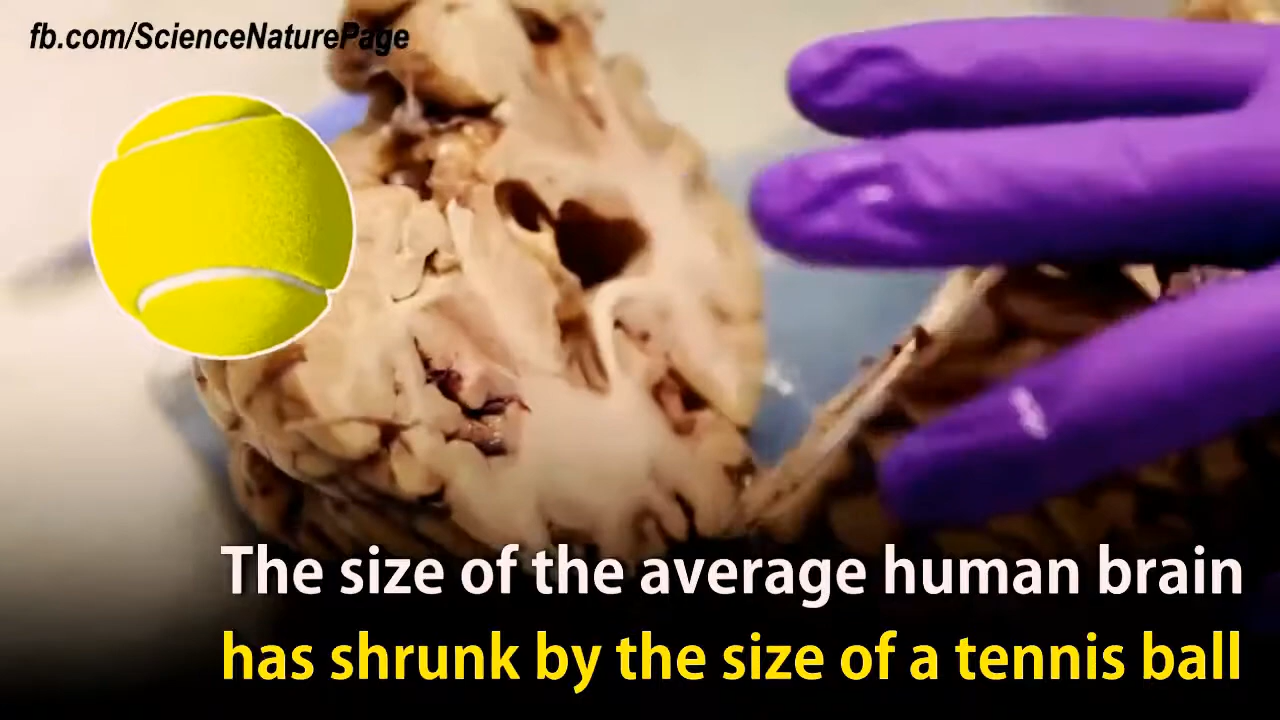 fb.com/ScienceNaturePage
The size of the average human brain
has shrunk by the size of a tennis ball